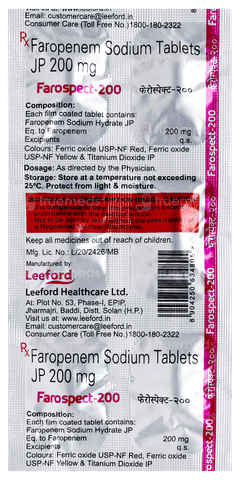 Email: customercare@leeford.in
Consumer Care (Toll Free No.)1800-180-2322
Rx Faropenem Sodium Tablets
JP 200 mg
Farospect-200 फेरोस्पेक्ट-२००
Composition:
Each film coated tablet contains:
Faropenem Sodium Hydrate JP
Eq. to Faropenem 200 mg
Excipients q.s.
Colours: Ferric oxide USP-NF Red, Ferric oxide
USP-NF Yellow & Titanium Dioxide IP
Dosage: As directed by the Physician.
Storage: Store at a temperature not exceeding
25°C. Protect from light & moisture.
Keep all medicines out of reach of children.
Mfg. Lic. No.: L/20/2426/MB
Manufactured by:
Leeford
Leeford Healthcare Ltd.
At: Plot No. 53, Phase-I, EPIP,
Jharmajri, Baddi, Distt. Solan (H.P.)
Visit us at: www.leeford.in
Email: customercare@leeford.in
Consumer Care (Toll Free No.)1800-180-2322
Rx Faropenem Sodium Tablets
JP 200 mg
Farospect-200 फेरोस्पेक्ट-२००
Composition:
Each film coated tablet contains:
Faropenem Sodium Hydrate JP
Eq. to Faropenem 200 mg
Excipients q.s.
Colours: Ferric oxide USP-NF Red, Ferric oxide
USP-NF Yellow & Titanium Dioxide IP
Farospect-200
Farospect-200